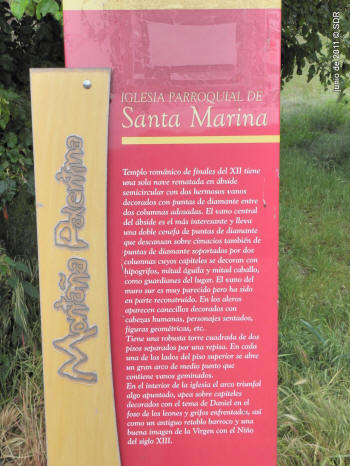 Julio de 2011 © SDR
IGLESIA PARROQUIAL DE
Santa Marina
Templo románico de finales del XII tiene
una sola nave rematada en ábside
semicircular con dos hermosos vanos
decorados con puntas de diamante entre
dos columnas adosadas. El vano central
del ábside es el más interesante y lleva
una doble cenefa de puntas de diamante
que descansan sobre cimacios también de
puntas de diamante soportados por dos
columnas cuyos capiteles se decoran con
hipogrifos, mitad águila y mitad caballo,
como guardianes del lugar. El vano del
muro sur es muy parecido pero ha sido
en parte reconstruido. En los aleros
aparecen canecillos decorados con
cabezas humanas, personajes sentados,
figuras geométricas, etc.
Tiene una robusta torre cuadrada de dos
pisos separados por una repisa. En cada
uno de los lados del piso superior se abre
un gran arco de medio punto que
contiene vanos geminados.
En el interior de la iglesia el arco triunfal
algo apuntado, apea sobre capiteles
decorados con el tema de Daniel en el
foso de los leones y grifos enfrentados, así
como un antiguo retablo barroco y una
buena imagen de la Virgen con el Niño
del siglo XIII.
Montaña Palentina